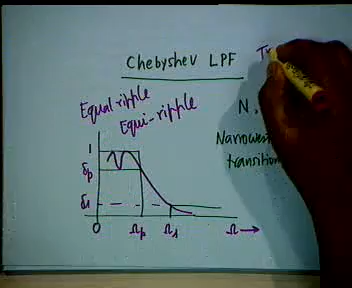 Chebyshev LPF
Equal-ripple
Equi-ripple
N.
Narrowest
transition
1
δp
δs
0 Ωp Ωs Ω